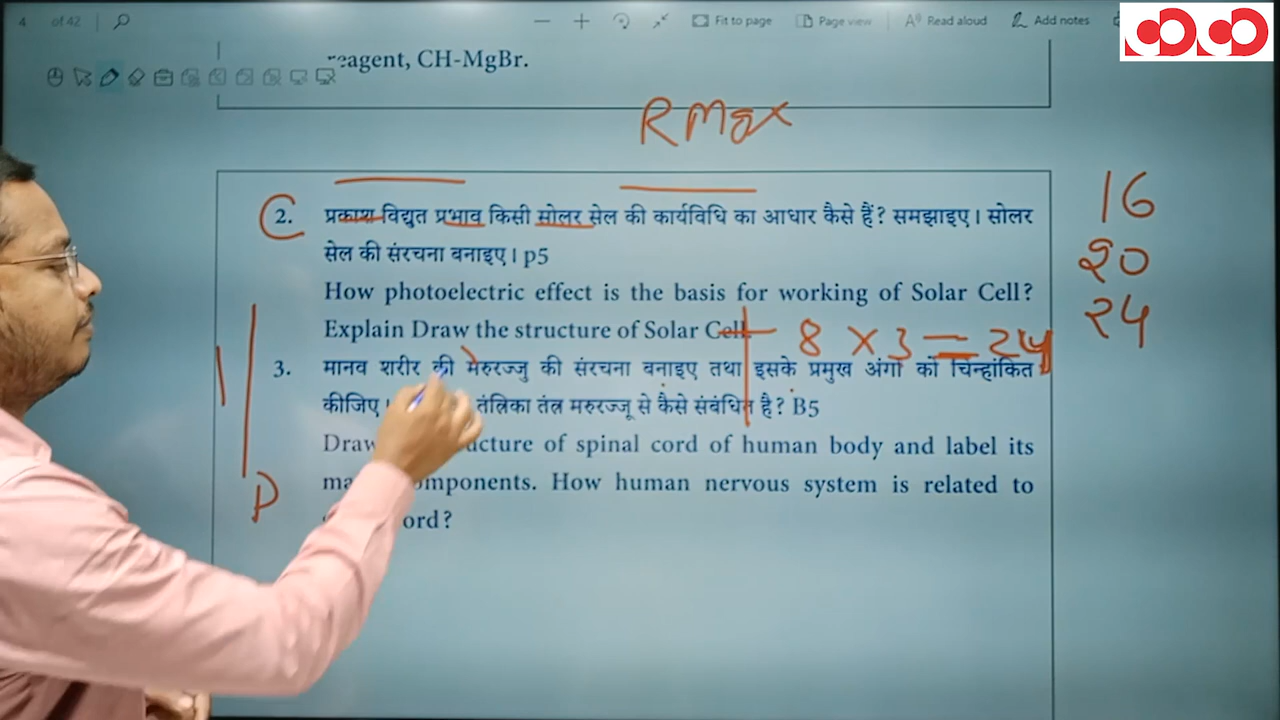 4 of 42 Fit to page Page view Read aloud Add notes
reagent, CH-MgBr.
RMgx
2. प्रकाश विद्युत प्रभाव किसी सोलर सेल की कार्यविधि का आधार कैसे हैं? समझाइए। सोलर
सेल की संरचना बनाइए। p5
How photoelectric effect is the basis for working of Solar Cell?
Explain Draw the structure of Solar Cell.
8 × 3 = 24
3. मानव शरीर की मेरुरज्जु की संरचना बनाइए तथा इसके प्रमुख अंगों को चिन्हांकित
कीजिए। तंत्रिका तंत्र मरुरज्जू से कैसे संबंधित है? B5
Draw structure of spinal cord of human body and label its
components. How human nervous system is related to
cord?
16
20
24
P